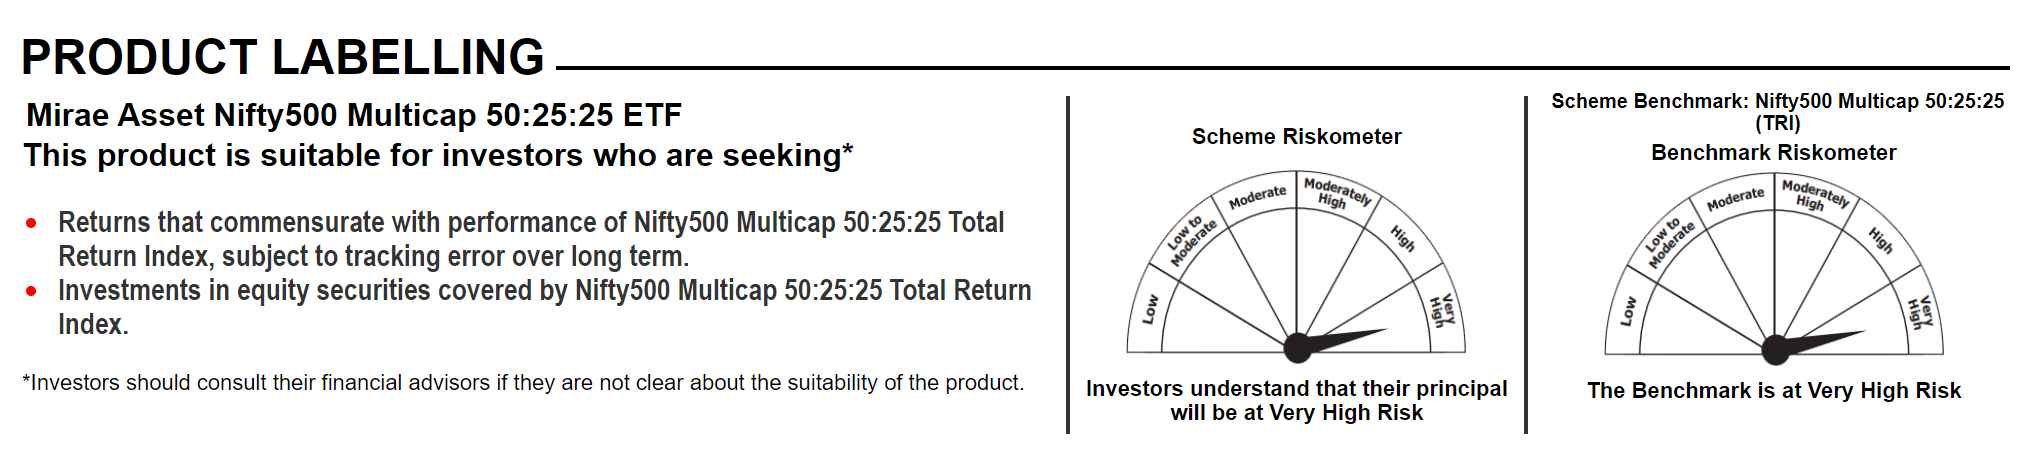 PRODUCT LABELLING
Mirae Asset Nifty500 Multicap 50:25:25 ETF
This product is suitable for investors who are seeking*
Returns that commensurate with performance of Nifty500 Multicap 50:25:25 Total
Return Index, subject to tracking error over long term.
Investments in equity securities covered by Nifty500 Multicap 50:25:25 Total Return
Index.
*Investors should consult their financial advisors if they are not clear about the suitability of the product.
Scheme Riskometer
Low
Low to
Moderate
Moderate
Moderately
High
High
Very
High
Investors understand that their principal
will be at Very High Risk
Scheme Benchmark: Nifty500 Multicap 50:25:25
(TRI)
Benchmark Riskometer
Low
Low to
Moderate
Moderate
Moderately
High
High
Very
High
The Benchmark is at Very High Risk